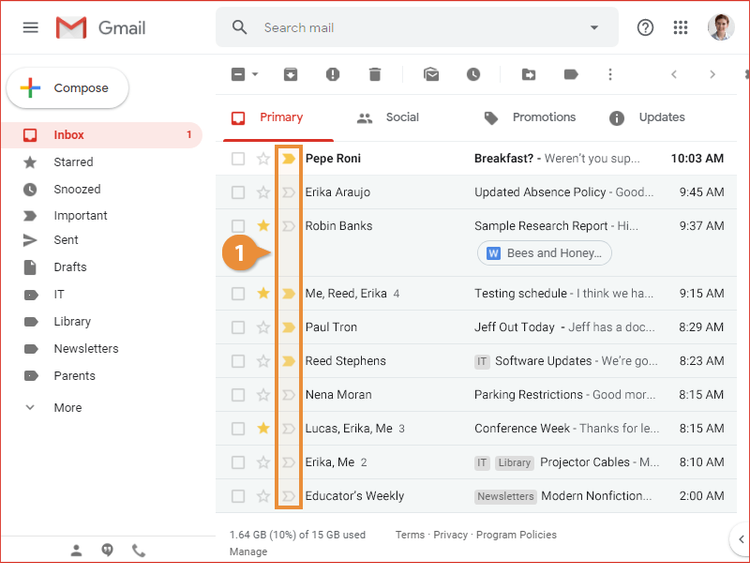 Gmail
Search mail
Compose
Inbox 1
Starred
Snoozed
Important
Sent
Drafts
IT
Library
Newsletters
Parents
More
Primary Social Promotions Updates
Pepe Roni Breakfast? - Weren't you sup... 10:03 AM
Erika Araujo Updated Absence Policy - Good... 9:45 AM
Robin Banks Sample Research Report - Hi... 9:37 AM
W Bees and Honey...
1
Me, Reed, Erika 4 Testing schedule - I think we ha... 9:15 AM
Paul Tron Jeff Out Today - Jeff has a doc... 8:29 AM
Reed Stephens IT Software Updates - We're go... 8:23 AM
Nena Moran Parking Restrictions - Good mor... 8:15 AM
Lucas, Erika, Me 3 Conference Week - Thanks for le... 8:15 AM
Erika, Me 2 IT Library Projector Cables - M... 8:10 AM
Educator's Weekly Newsletters Modern Nonfiction... 2:00 AM
1.64 GB (10%) of 15 GB used
Manage
Terms · Privacy · Program Policies